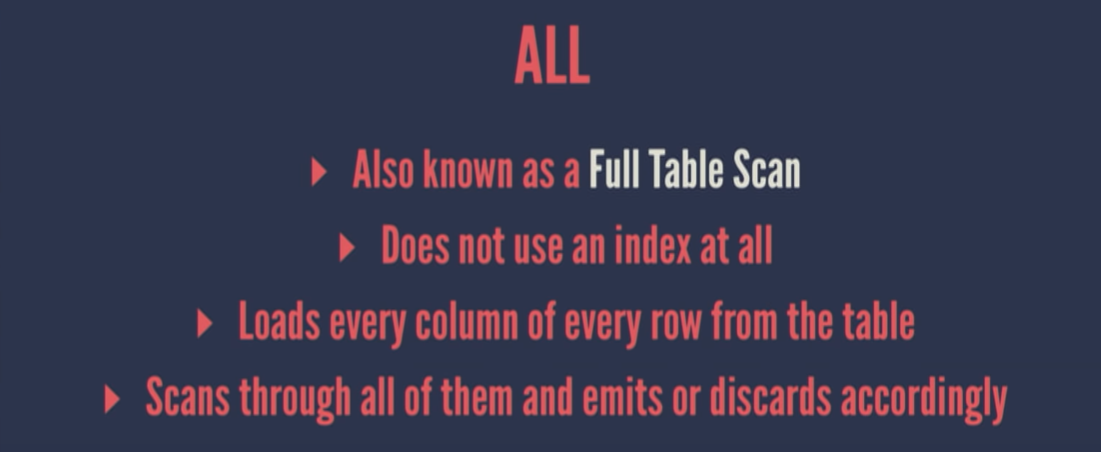 ALL
▶ Also known as a Full Table Scan
▶ Does not use an index at all
▶ Loads every column of every row from the table
▶ Scans through all of them and emits or discards accordingly